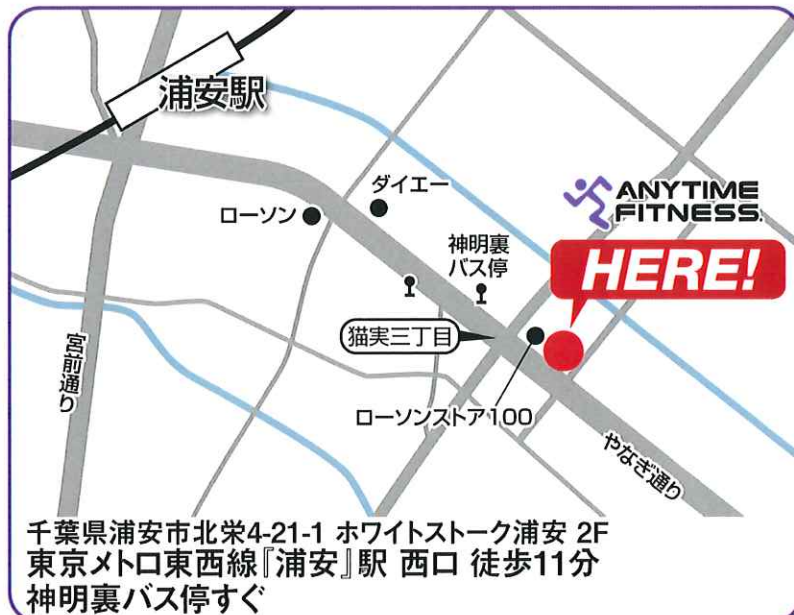 浦安駅
ダイエー
ローソン
ANYTIME
FITNESS.
神明裏
バス停
HERE!
猫実三丁目
宮前通り
ローソンストア100
やなぎ通り
千葉県浦安市北栄4-21-1 ホワイトストーク浦安 2F
東京メトロ東西線『浦安』駅 西口 徒歩11分
神明裏バス停すぐ